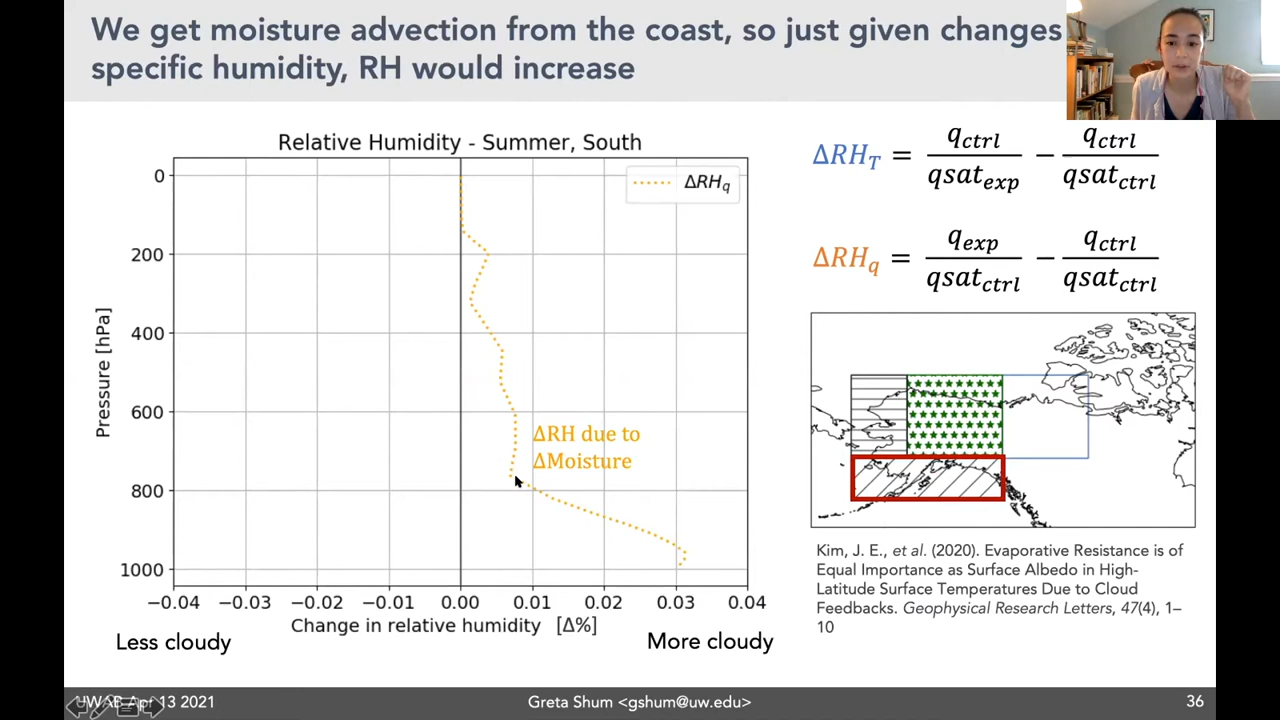 We get moisture advection from the coast, so just given changes
specific humidity, RH would increase
Relative Humidity - Summer, South
ΔRH_q
0
200
400
600
800
1000
Pressure [hPa]
ΔRH due to
ΔMoisture
−0.04 −0.03 −0.02 −0.01 0.00 0.01 0.02 0.03 0.04
Change in relative humidity [Δ%]
Less cloudy
More cloudy
ΔRH_T = q_ctrl / qsat_exp − q_ctrl / qsat_ctrl
ΔRH_q = q_exp / qsat_ctrl − q_ctrl / qsat_ctrl
Kim, J. E., et al. (2020). Evaporative Resistance is of
Equal Importance as Surface Albedo in High-
Latitude Surface Temperatures Due to Cloud
Feedbacks. Geophysical Research Letters, 47(4), 1–
10
UWAB Apr 13 2021
Greta Shum <gshum@uw.edu>
36